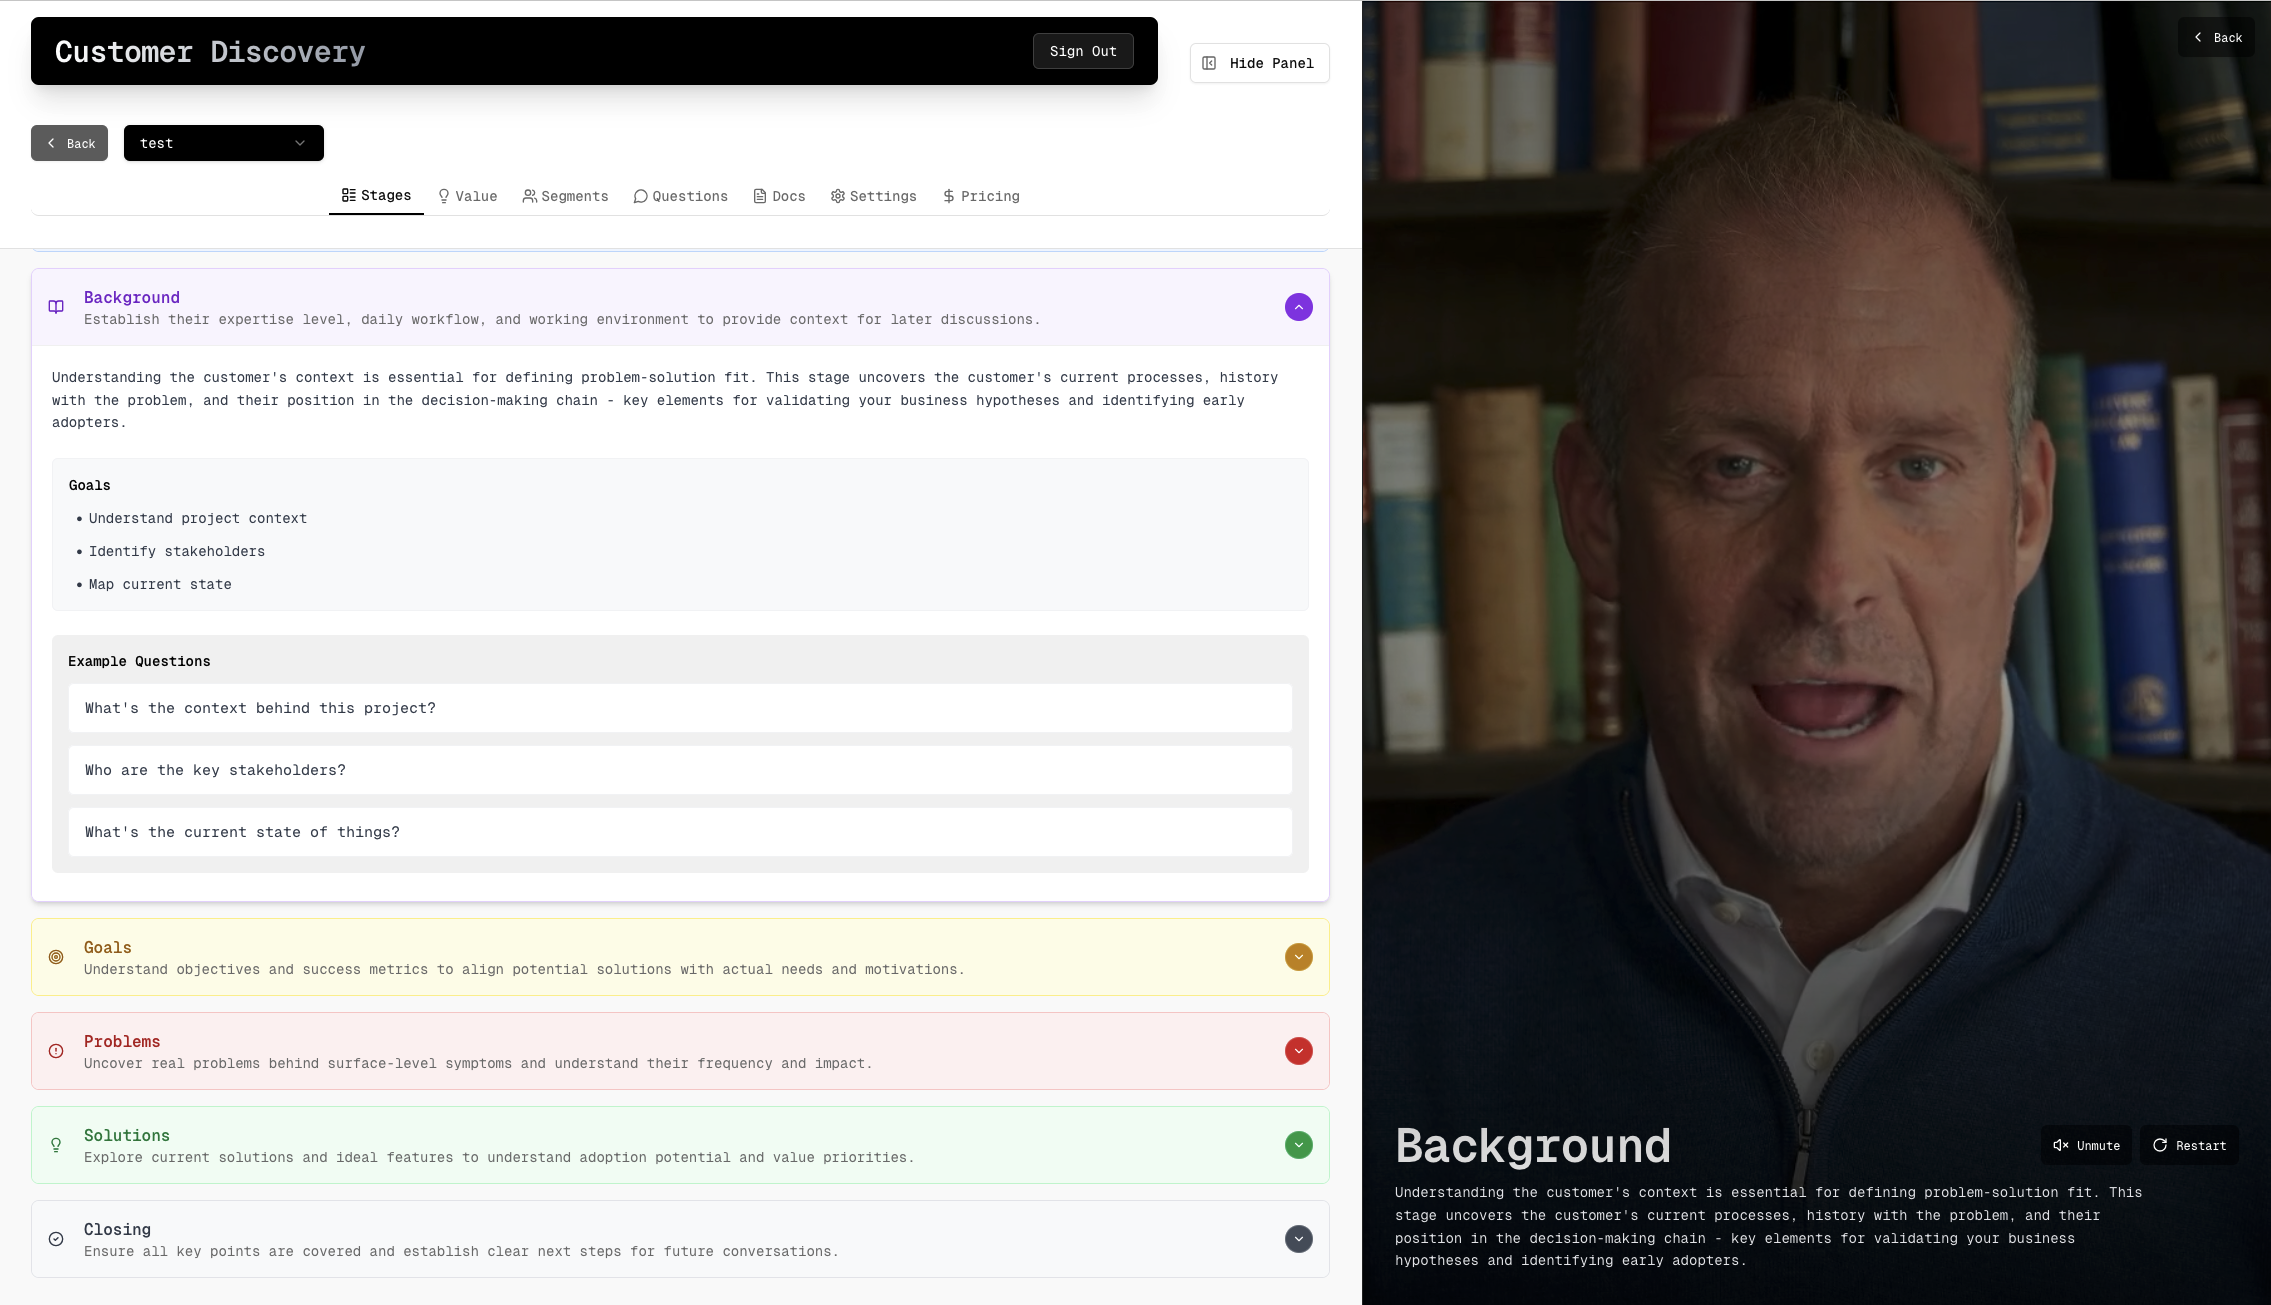 Customer Discovery
Sign Out
Hide Panel
Back
test
Stages
Value
Segments
Questions
Docs
Settings
Pricing
Background
Establish their expertise level, daily workflow, and working environment to provide context for later discussions.
Understanding the customer's context is essential for defining problem-solution fit. This stage uncovers the customer's current processes, history
with the problem, and their position in the decision-making chain - key elements for validating your business hypotheses and identifying early
adopters.
Goals
• Understand project context
• Identify stakeholders
• Map current state
Example Questions
What's the context behind this project?
Who are the key stakeholders?
What's the current state of things?
Goals
Understand objectives and success metrics to align potential solutions with actual needs and motivations.
Problems
Uncover real problems behind surface-level symptoms and understand their frequency and impact.
Solutions
Explore current solutions and ideal features to understand adoption potential and value priorities.
Closing
Ensure all key points are covered and establish clear next steps for future conversations.
Back
Background
Unmute
Restart
Understanding the customer's context is essential for defining problem-solution fit. This
stage uncovers the customer's current processes, history with the problem, and their
position in the decision-making chain - key elements for validating your business
hypotheses and identifying early adopters.